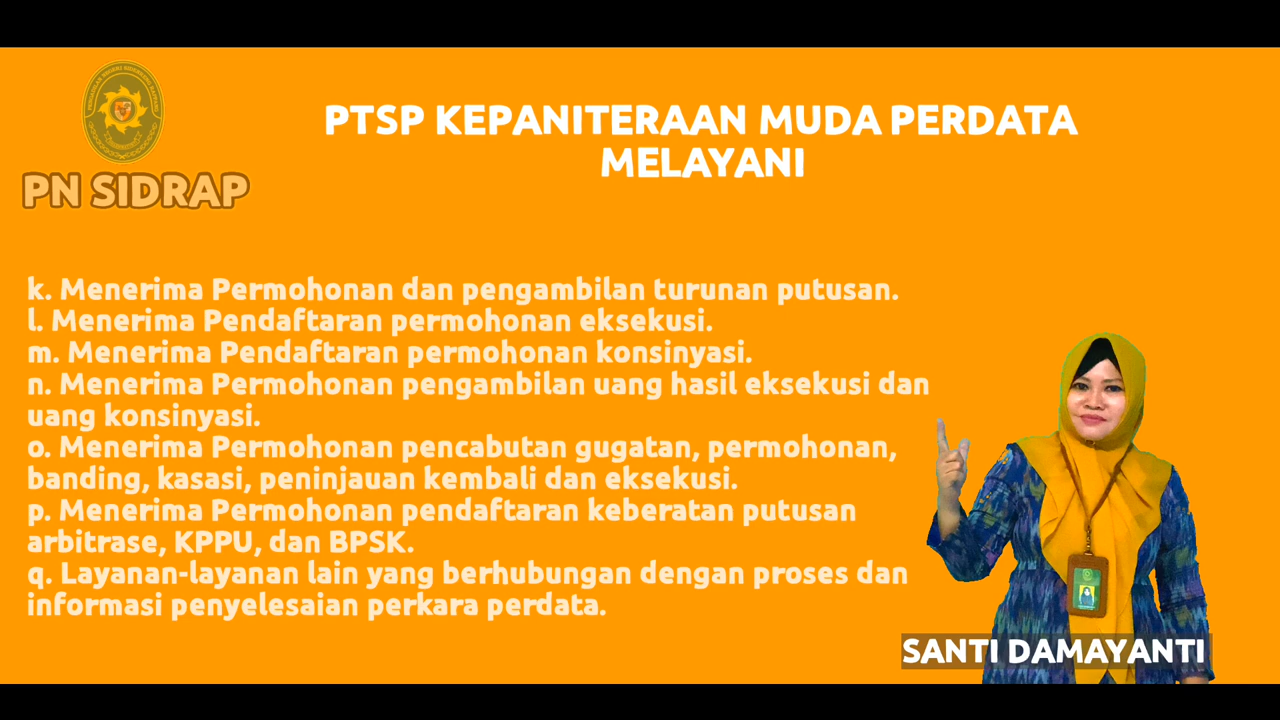 PN SIDRAP
PTSP KEPANITERAAN MUDA PERDATA
MELAYANI
k. Menerima Permohonan dan pengambilan turunan putusan.
l. Menerima Pendaftaran permohonan eksekusi.
m. Menerima Pendaftaran permohonan konsinyasi.
n. Menerima Permohonan pengambilan uang hasil eksekusi dan
uang konsinyasi.
o. Menerima Permohonan pencabutan gugatan, permohonan,
banding, kasasi, peninjauan kembali dan eksekusi.
p. Menerima Permohonan pendaftaran keberatan putusan
arbitrase, KPPU, dan BPSK.
q. Layanan-layanan lain yang berhubungan dengan proses dan
informasi penyelesaian perkara perdata.
SANTI DAMAYANTI